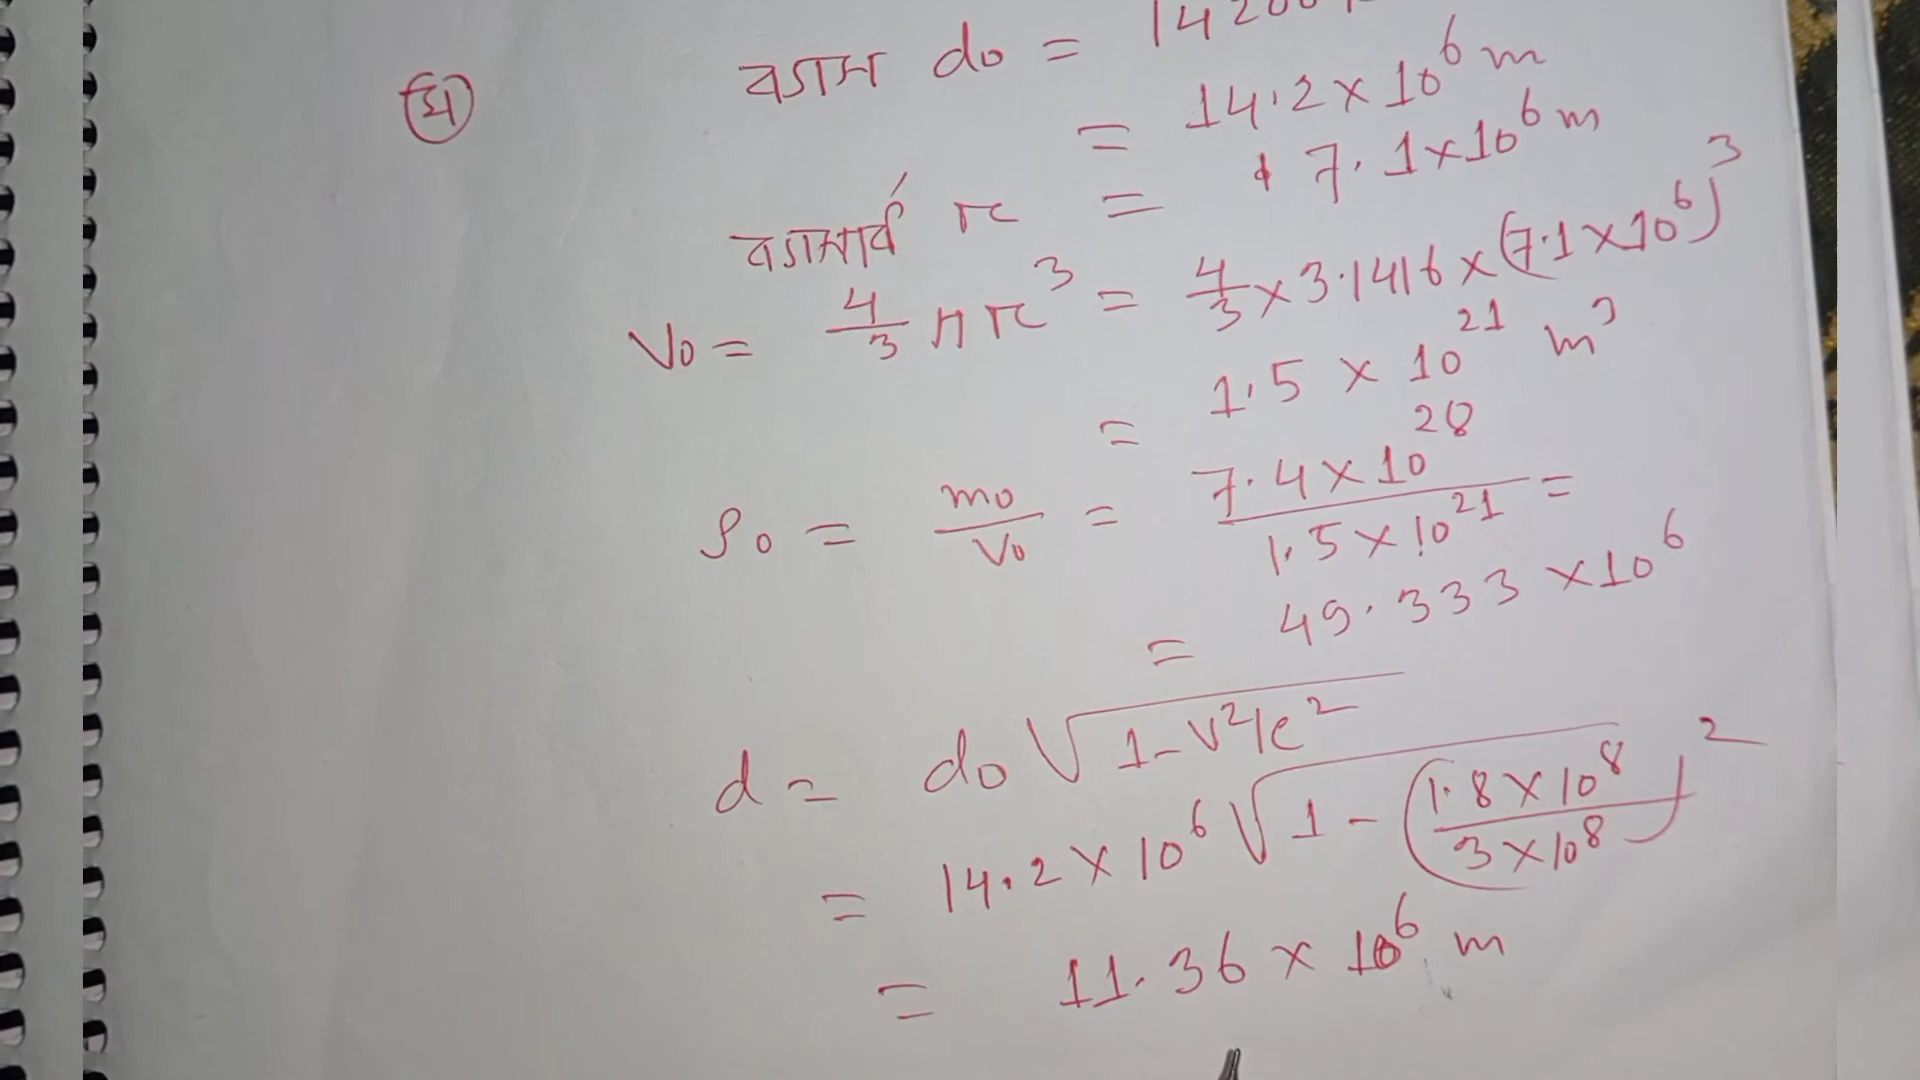 ঘ
ব্যাস d₀ = 14200
= 14.2 × 10⁶ m
ব্যাসার্ধ r = 7.1 × 10⁶ m
V₀ = 4/3 π r³ = 4/3 × 3.1416 × (7.1 × 10⁶)³
= 1.5 × 10²¹ m³
ρ₀ = m₀/V₀ = 7.4 × 10²⁸ / 1.5 × 10²¹ =
= 49.333 × 10⁶
d = d₀ √(1 - v²/c²)
= 14.2 × 10⁶ √(1 - (1.8 × 10⁸ / 3 × 10⁸)²)
= 11.36 × 10⁶ m